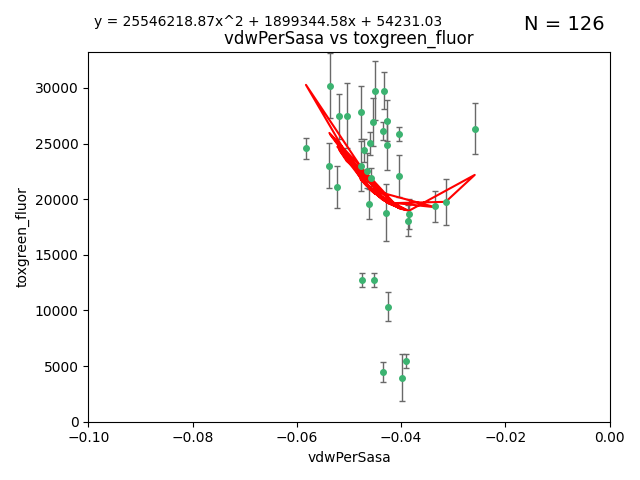 y = 25546218.87x^2 + 1899344.58x + 54231.03
N = 126
vdwPerSasa vs toxgreen_fluor
30000
25000
20000
15000
10000
5000
0
toxgreen_fluor
−0.10
−0.08
−0.06
−0.04
−0.02
0.00
vdwPerSasa